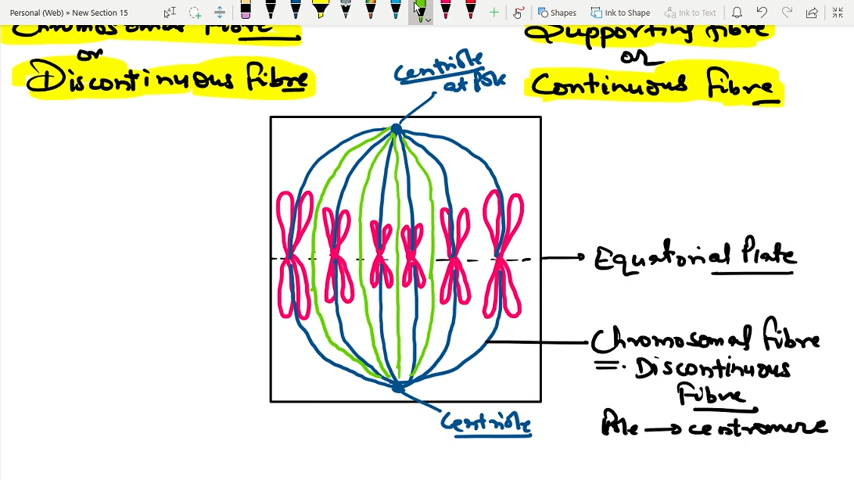 Personal (Web) » New Section 15
Shapes
Ink to Shape
Ink to Text
Chromosomal Fibre
or
Discontinuous Fibre
Supporting fibre
or
Continuous Fibre
Centriole
at Pole
Equatorial Plate
Chromosomal fibre
= Discontinuous
Fibre
Pole → centromere
Centriole